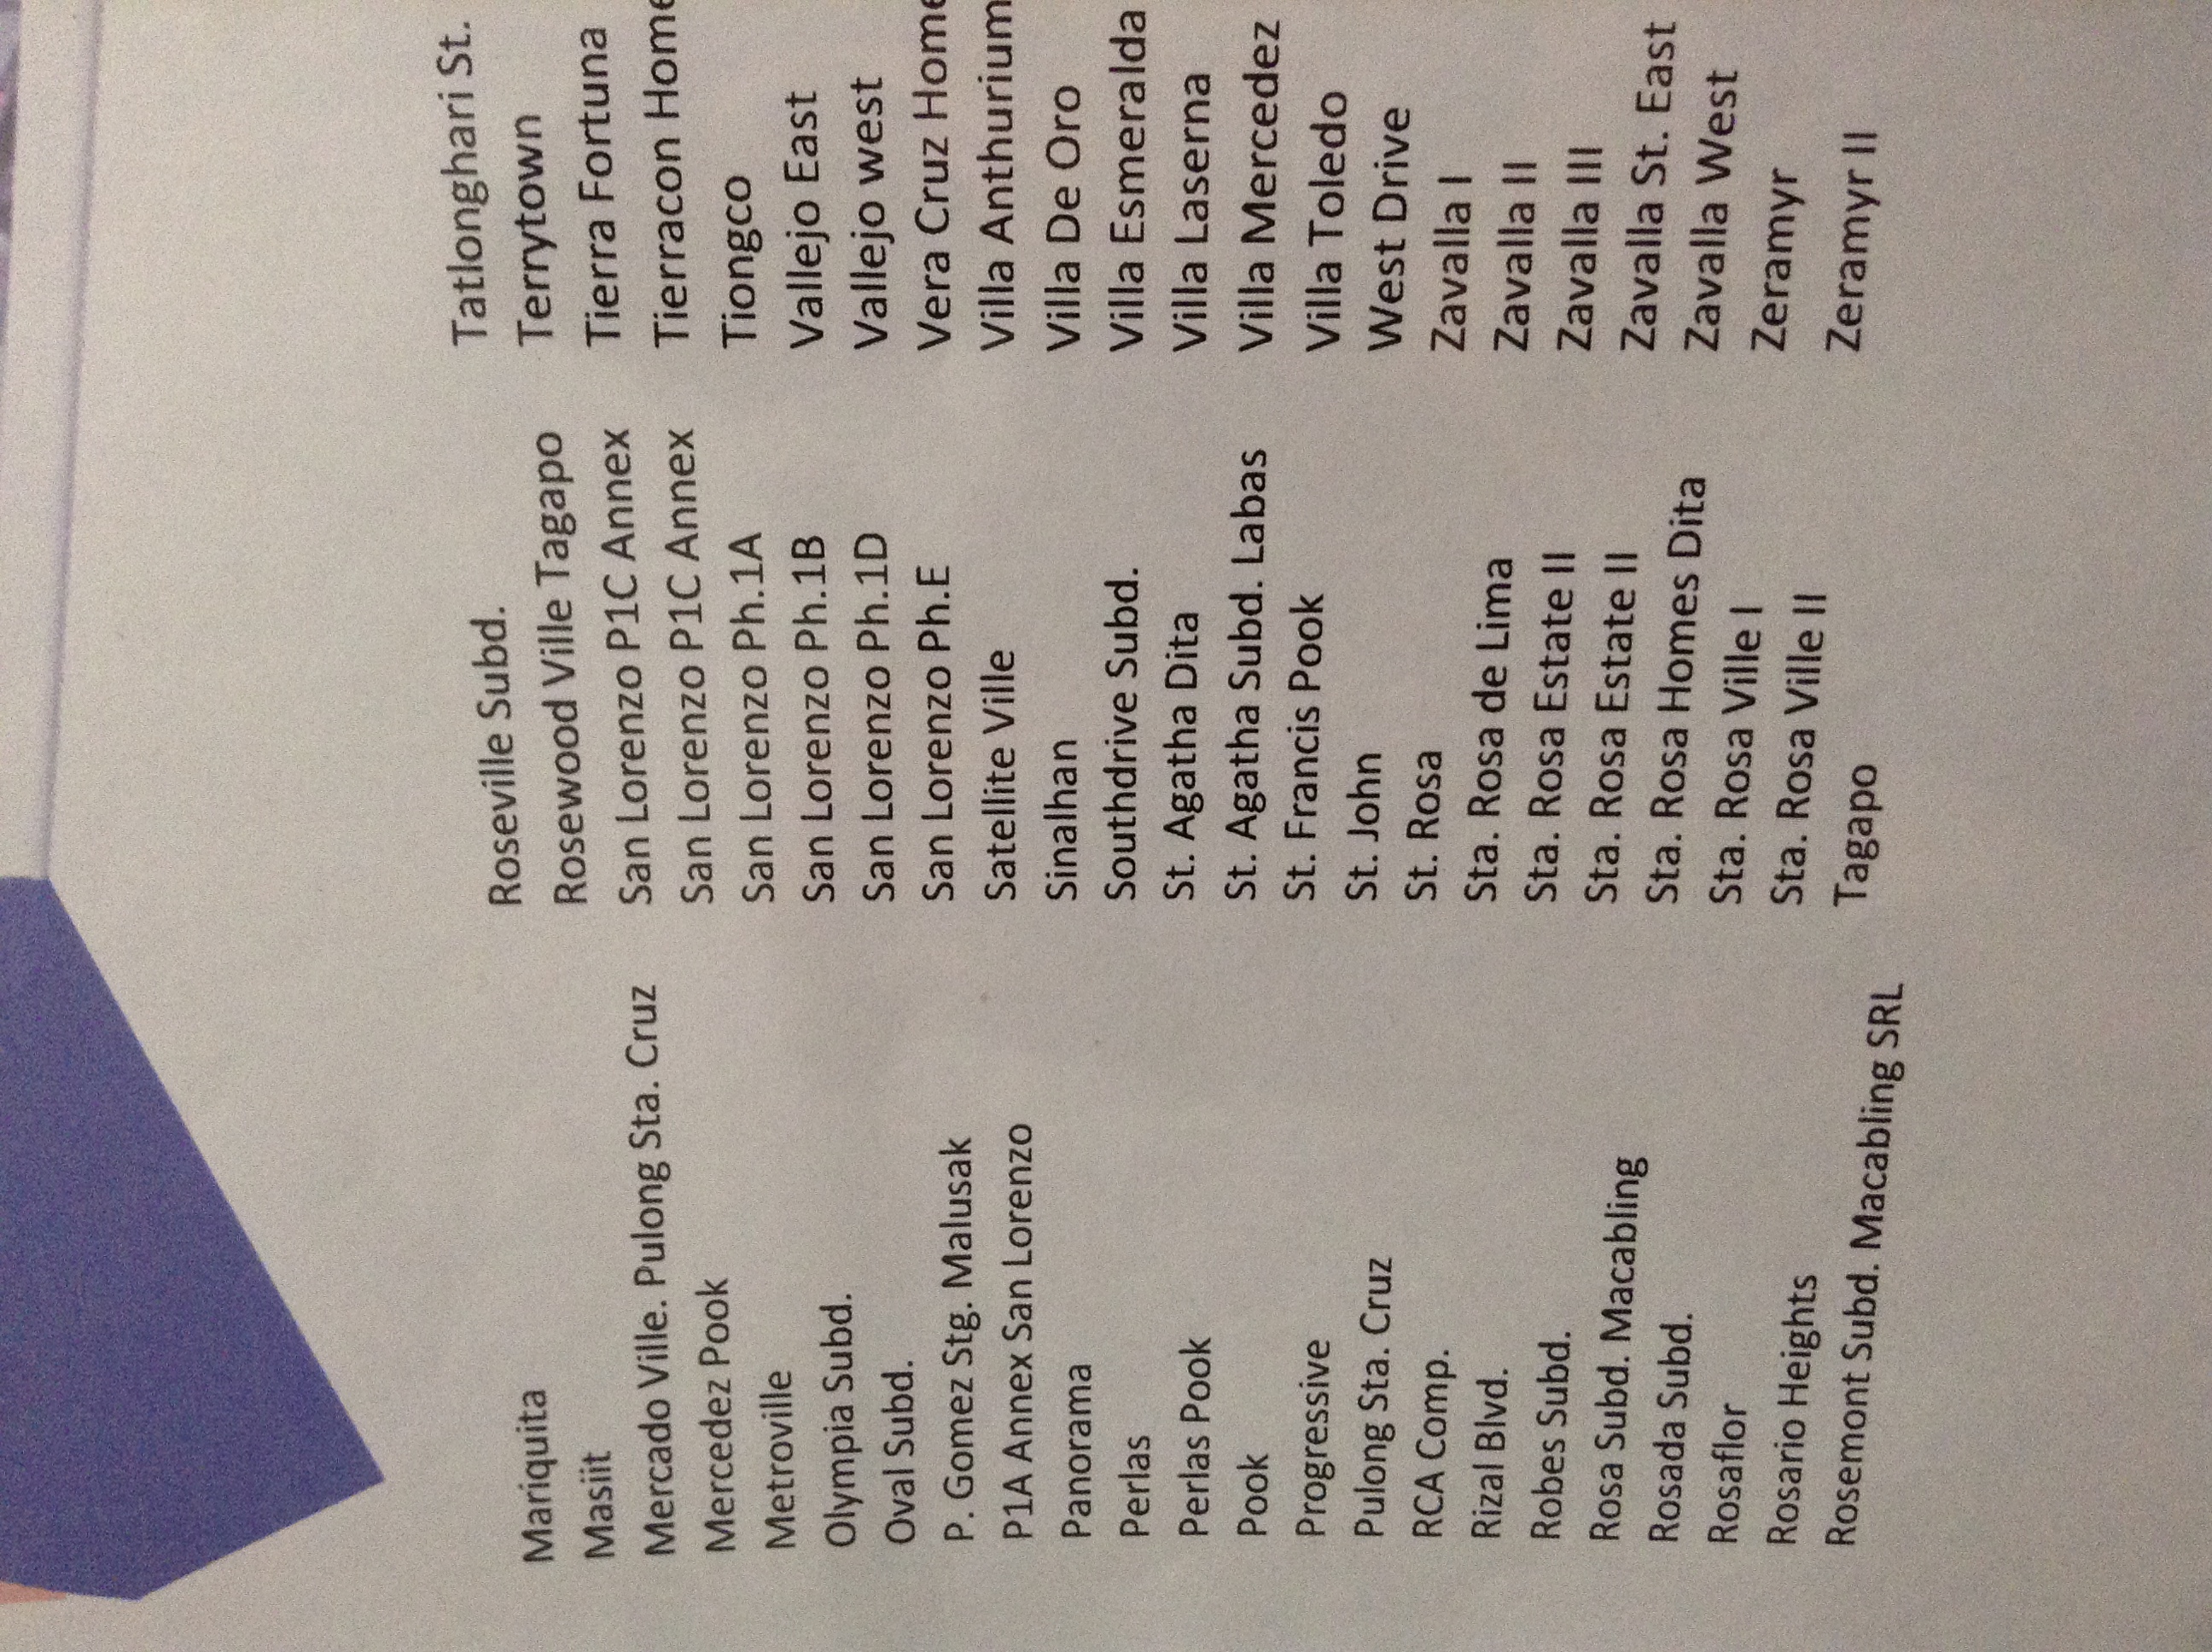 Mariquita
Masiit
Mercado Ville. Pulong Sta. Cruz
Mercedez Pook
Metroville
Olympia Subd.
Oval Subd.
P. Gomez Stg. Malusak
P1A Annex San Lorenzo
Panorama
Perlas
Perlas Pook
Pook
Progressive
Pulong Sta. Cruz
RCA Comp.
Rizal Blvd.
Robes Subd.
Rosa Subd. Macabling
Rosada Subd.
Rosaflor
Rosario Heights
Rosemont Subd. Macabling SRL
Roseville Subd.
Rosewood Ville Tagapo
San Lorenzo P1C Annex
San Lorenzo P1C Annex
San Lorenzo Ph.1A
San Lorenzo Ph.1B
San Lorenzo Ph.1D
San Lorenzo Ph.E
Satellite Ville
Sinalhan
Southdrive Subd.
St. Agatha Dita
St. Agatha Subd. Labas
St. Francis Pook
St. John
St. Rosa
Sta. Rosa de Lima
Sta. Rosa Estate II
Sta. Rosa Estate II
Sta. Rosa Homes Dita
Sta. Rosa Ville I
Sta. Rosa Ville II
Tagapo
Tatlonghari St.
Terrytown
Tierra Fortuna
Tierracon Home
Tiongco
Vallejo East
Vallejo west
Vera Cruz Home
Villa Anthurium
Villa De Oro
Villa Esmeralda
Villa Laserna
Villa Mercedez
Villa Toledo
West Drive
Zavalla I
Zavalla II
Zavalla III
Zavalla St. East
Zavalla West
Zeramyr
Zeramyr II